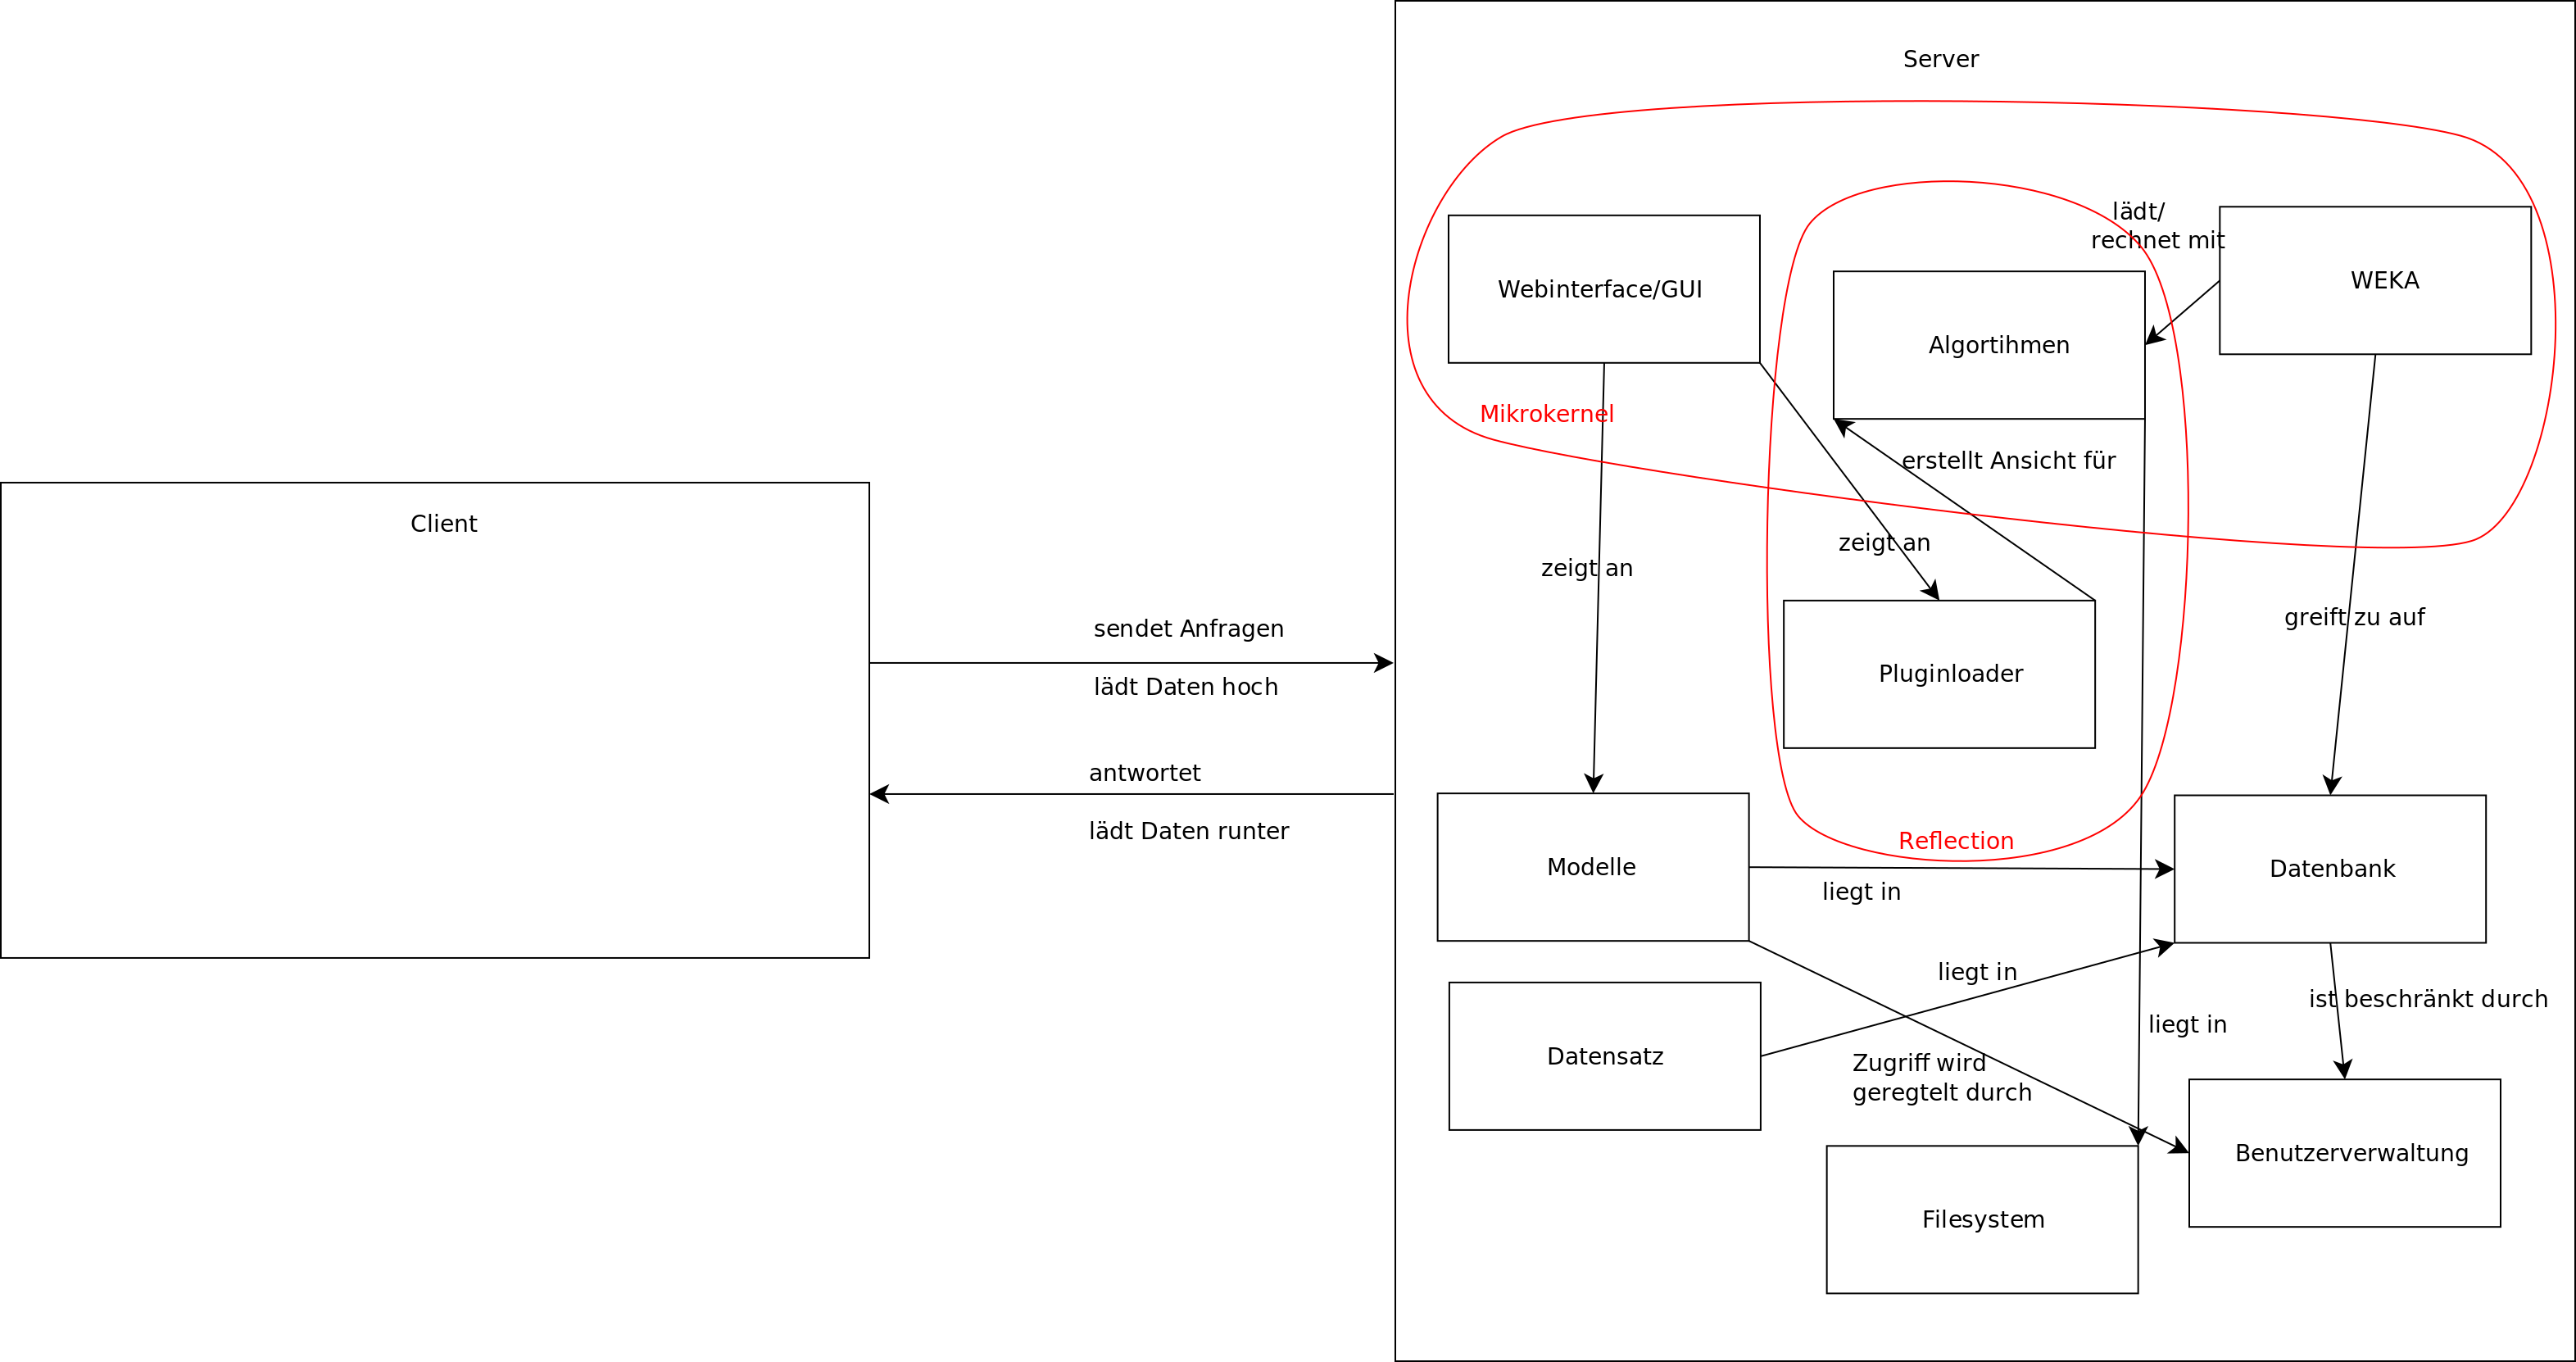 Server
lädt/
rechnet mit
Webinterface/GUI
WEKA
Algortihmen
Mikrokernel
erstellt Ansicht für
Client
zeigt an
zeigt an
greift zu auf
sendet Anfragen
lädt Daten hoch
Pluginloader
antwortet
lädt Daten runter
Reflection
Modelle
Datenbank
liegt in
liegt in
ist beschränkt durch
liegt in
Datensatz
Zugriff wird
geregtelt durch
Benutzerverwaltung
Filesystem